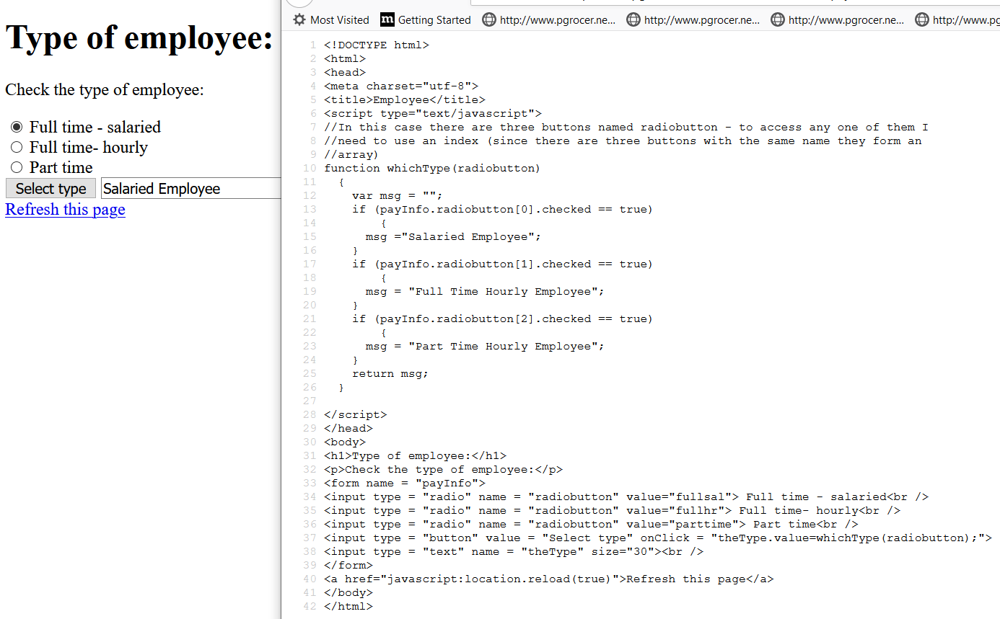 Type of employee:
Check the type of employee:
Full time - salaried
Full time- hourly
Part time
Select type Salaried Employee
Refresh this page
Most Visited m Getting Started http://www.pgrocer.ne... http://www.pgrocer.ne... http://www.pgrocer.ne... http://www.pg
1 <!DOCTYPE html>
2 <html>
3 <head>
4 <meta charset="utf-8">
5 <title>Employee</title>
6 <script type="text/javascript">
7 //In this case there are three buttons named radiobutton - to access any one of them I
8 //need to use an index (since there are three buttons with the same name they form an
9 //array)
10 function whichType(radiobutton)
11 {
12 var msg = "";
13 if (payInfo.radiobutton[0].checked == true)
14 {
15 msg ="Salaried Employee";
16 }
17 if (payInfo.radiobutton[1].checked == true)
18 {
19 msg = "Full Time Hourly Employee";
20 }
21 if (payInfo.radiobutton[2].checked == true)
22 {
23 msg = "Part Time Hourly Employee";
24 }
25 return msg;
26 }
27
28 </script>
29 </head>
30 <body>
31 <h1>Type of employee:</h1>
32 <p>Check the type of employee:</p>
33 <form name = "payInfo">
34 <input type = "radio" name = "radiobutton" value="fullsal"> Full time - salaried<br />
35 <input type = "radio" name = "radiobutton" value="fullhr"> Full time- hourly<br />
36 <input type = "radio" name = "radiobutton" value="parttime"> Part time<br />
37 <input type = "button" value = "Select type" onClick = "theType.value=whichType(radiobutton);">
38 <input type = "text" name = "theType" size="30"><br />
39 </form>
40 <a href="javascript:location.reload(true)">Refresh this page</a>
41 </body>
42 </html>